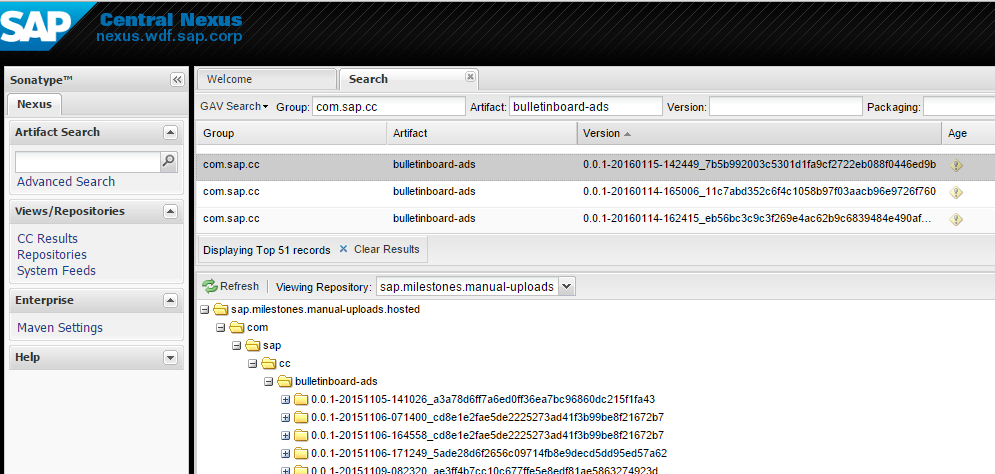 SAP Central Nexus
nexus.wdf.sap.corp
Sonatype™
Nexus
Artifact Search
Advanced Search
Views/Repositories
CC Results
Repositories
System Feeds
Enterprise
Maven Settings
Help
Welcome Search
GAV Search Group: com.sap.cc Artifact: bulletinboard-ads Version: Packaging:
Group Artifact Version Age
com.sap.cc bulletinboard-ads 0.0.1-20160115-142449_7b5b992003c5301d1fa9cf2722eb088f0446ed9b
com.sap.cc bulletinboard-ads 0.0.1-20160114-165006_11c7abd352c6f4c1058b97f03aacb96e9726f760
com.sap.cc bulletinboard-ads 0.0.1-20160114-162415_eb56bc3c9c3f269e4ac62b9c6839484e490af...
Displaying Top 51 records Clear Results
Refresh Viewing Repository: sap.milestones.manual-uploads
sap.milestones.manual-uploads.hosted
com
sap
cc
bulletinboard-ads
0.0.1-20151105-141026_a3a78d6ff7a6ed0ff36ea7bc96860dc215f1fa43
0.0.1-20151106-071400_cd8e1e2fae5de2225273ad41f3b99be8f21672b7
0.0.1-20151106-164558_cd8e1e2fae5de2225273ad41f3b99be8f21672b7
0.0.1-20151106-171249_5ade28d6f2656c09714fb8e9decd5dd95ed57a62
0.0.1-20151109-082320_ae3ff4b7cc10c677ffe5e8edf81ae5863274923d